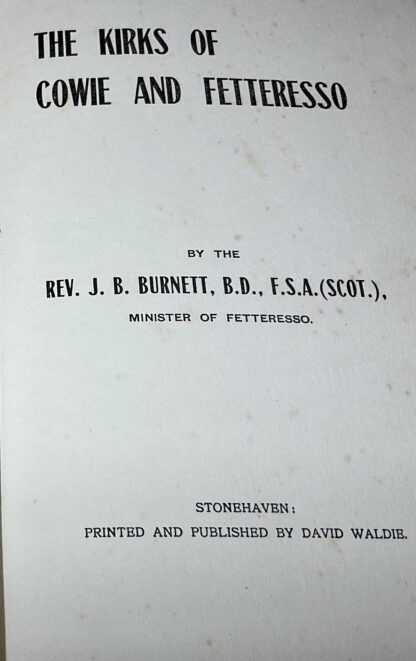 THE KIRKS OF
COWIE AND FETTERESSO
BY THE
REV. J. B. BURNETT, B.D., F.S.A.(SCOT.),
MINISTER OF FETTERESSO.
STONEHAVEN:
PRINTED AND PUBLISHED BY DAVID WALDIE.